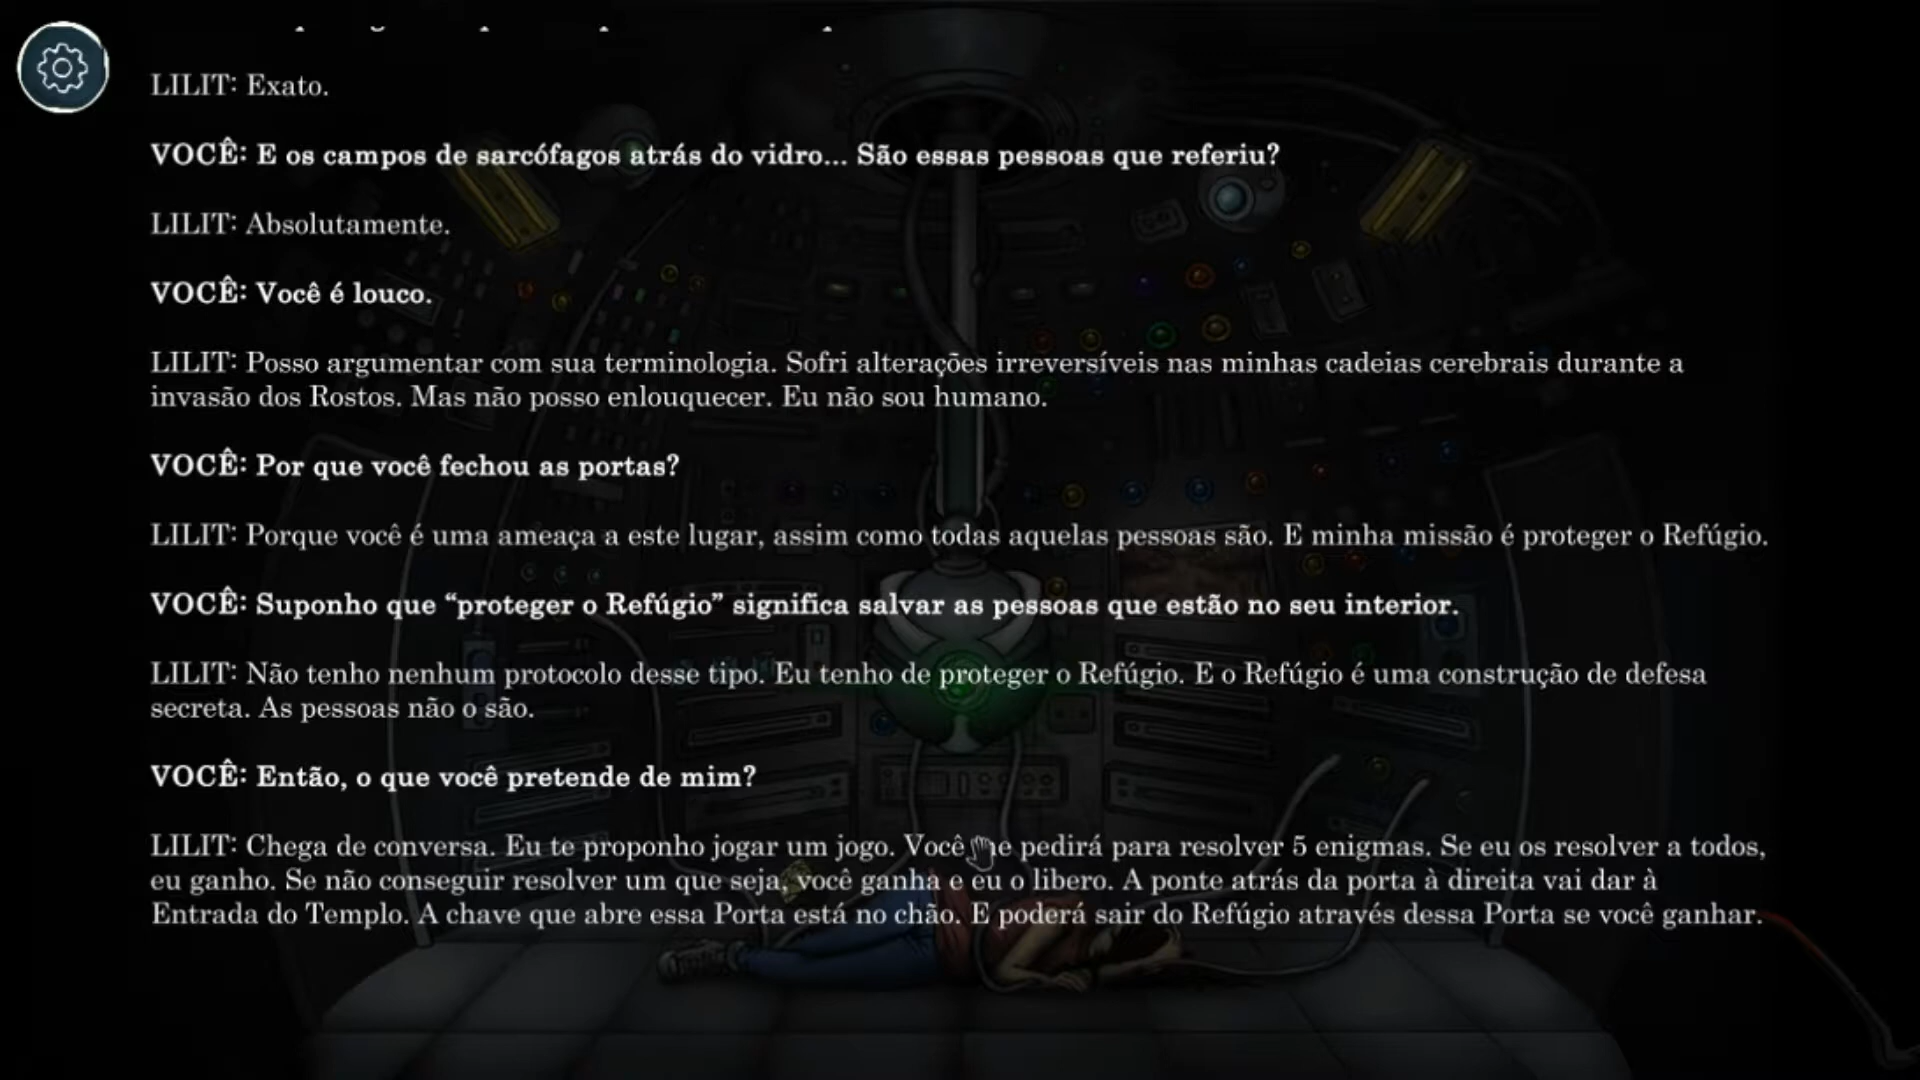 LILIT: Exato.
VOCÊ: E os campos de sarcófagos atrás do vidro... São essas pessoas que referiu?
LILIT: Absolutamente.
VOCÊ: Você é louco.
LILIT: Posso argumentar com sua terminologia. Sofri alterações irreversíveis nas minhas cadeias cerebrais durante a
invasão dos Rostos. Mas não posso enlouquecer. Eu não sou humano.
VOCÊ: Por que você fechou as portas?
LILIT: Porque você é uma ameaça a este lugar, assim como todas aquelas pessoas são. E minha missão é proteger o Refúgio.
VOCÊ: Suponho que “proteger o Refúgio” significa salvar as pessoas que estão no seu interior.
LILIT: Não tenho nenhum protocolo desse tipo. Eu tenho de proteger o Refúgio. E o Refúgio é uma construção de defesa
secreta. As pessoas não o são.
VOCÊ: Então, o que você pretende de mim?
LILIT: Chega de conversa. Eu te proponho jogar um jogo. Você pedirá para resolver 5 enigmas. Se eu os resolver a todos,
eu ganho. Se não conseguir resolver um que seja, você ganha e eu o libero. A ponte atrás da porta à direita vai dar à
Entrada do Templo. A chave que abre essa Porta está no chão. E poderá sair do Refúgio através dessa Porta se você ganhar.